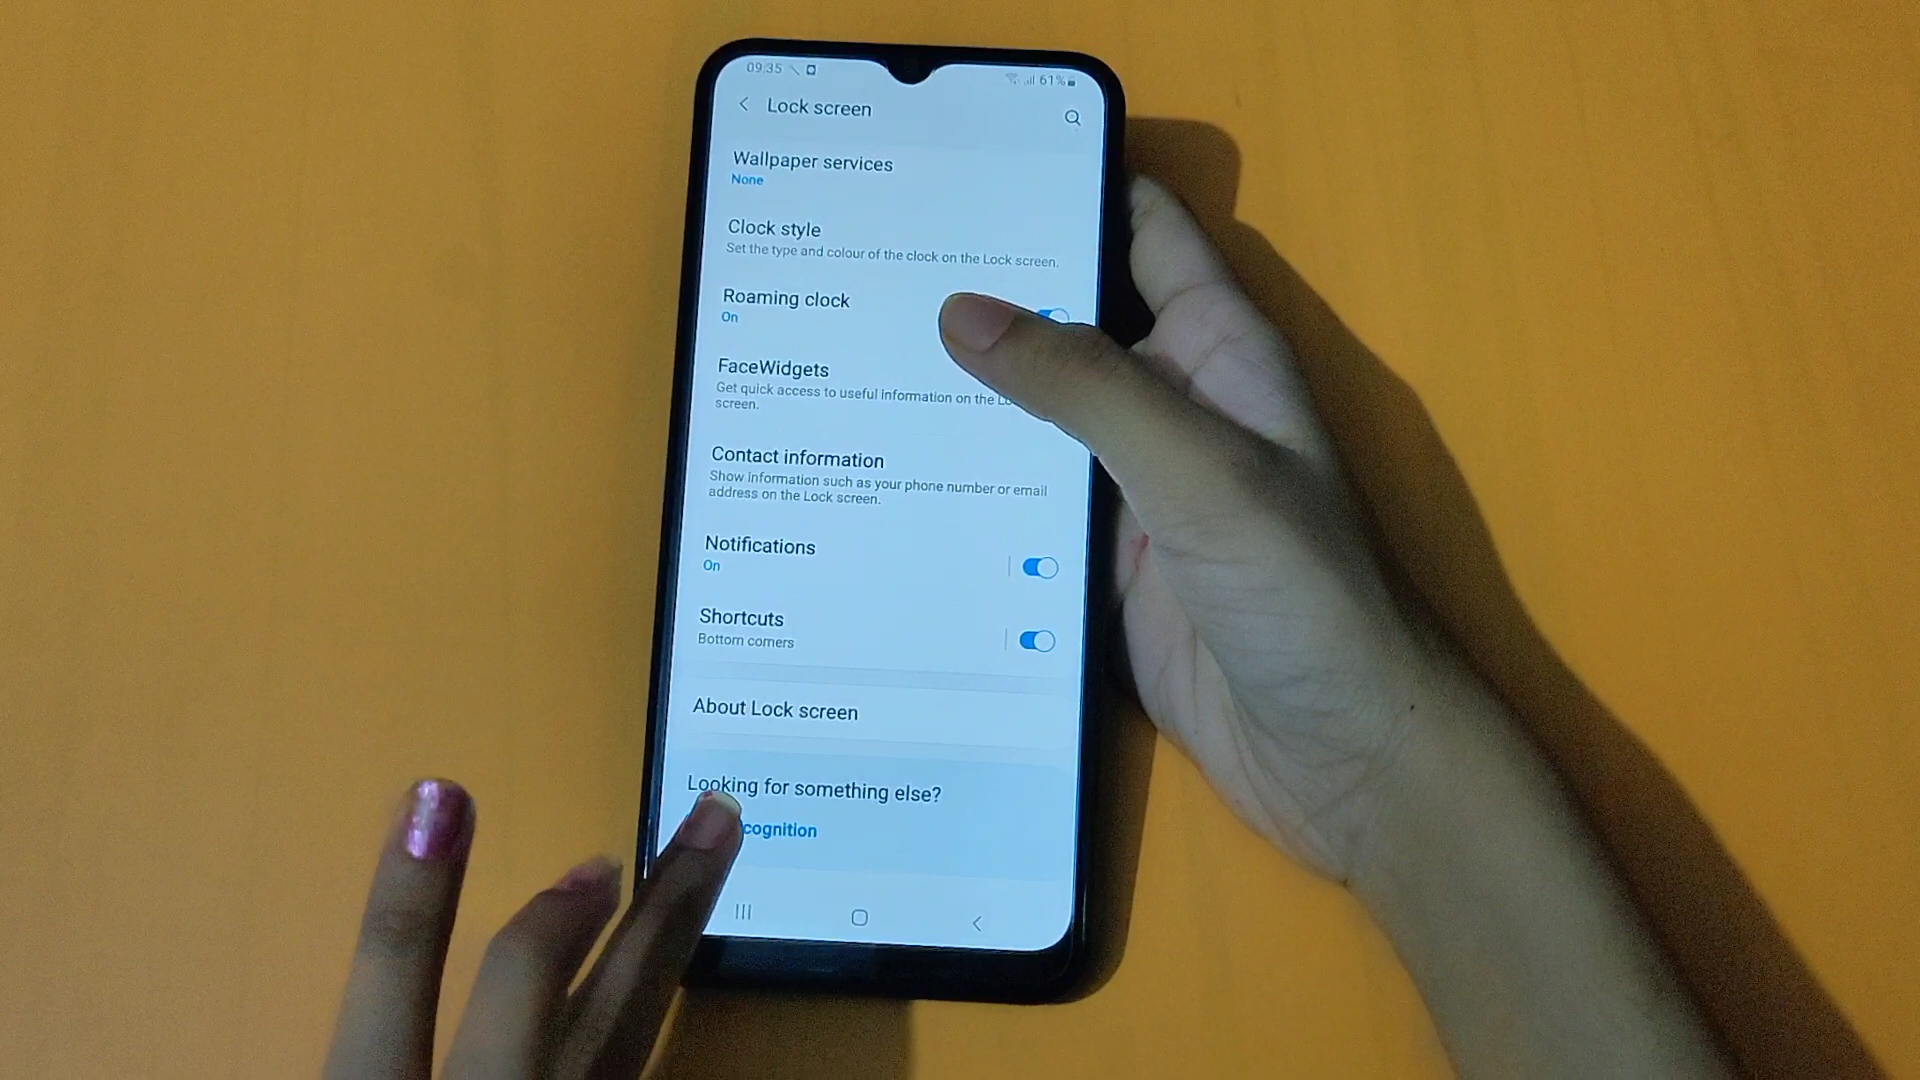 09:35
61%
Lock screen
Wallpaper services
None
Clock style
Set the type and colour of the clock on the Lock screen.
Roaming clock
On
FaceWidgets
Get quick access to useful information on the
screen.
Contact information
Show information such as your phone number or email
address on the Lock screen.
Notifications
On
Shortcuts
Bottom corners
About Lock screen
Looking for something else?
cognition